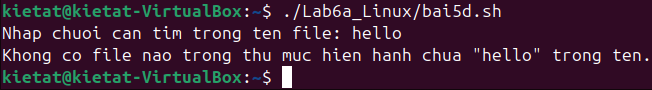 kietat@kietat-VirtualBox:~$ ./Lab6a_Linux/bai5d.sh
Nhap chuoi can tim trong ten file: hello
Khong co file nao trong thu muc hien hanh chua "hello" trong ten.
kietat@kietat-VirtualBox:~$